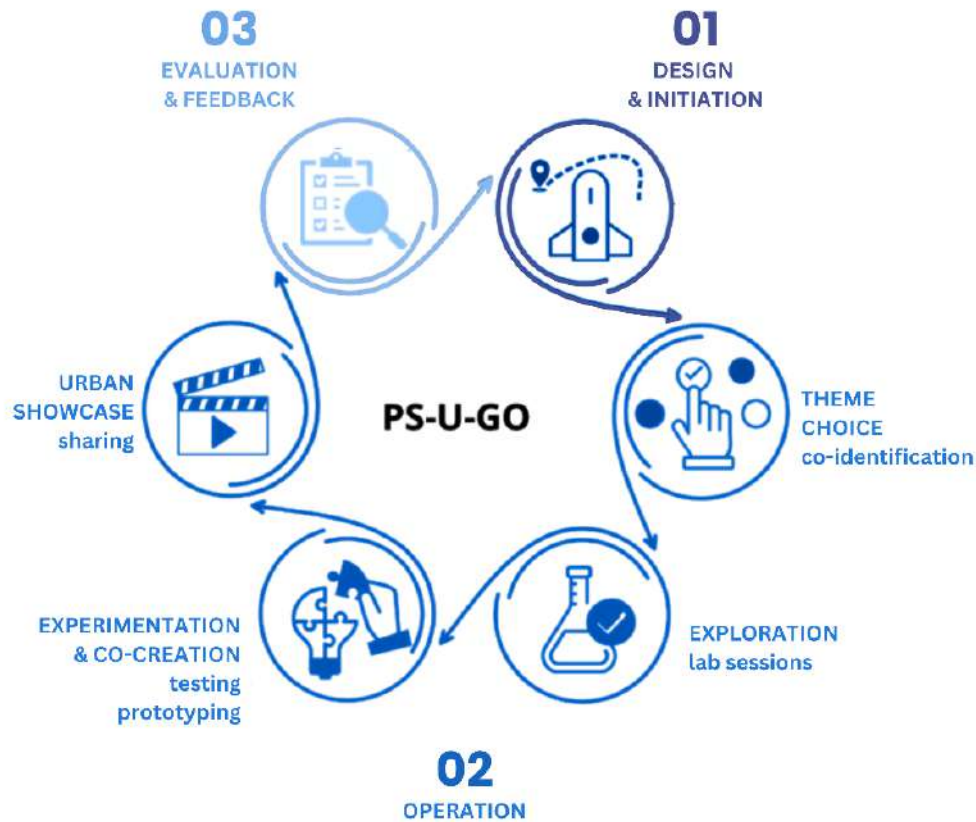 03
EVALUATION
& FEEDBACK
01
DESIGN
& INITIATION
URBAN
SHOWCASE
sharing
PS-U-GO
THEME
CHOICE
co-identification
EXPERIMENTATION
& CO-CREATION
testing
prototyping
EXPLORATION
lab sessions
02
OPERATION